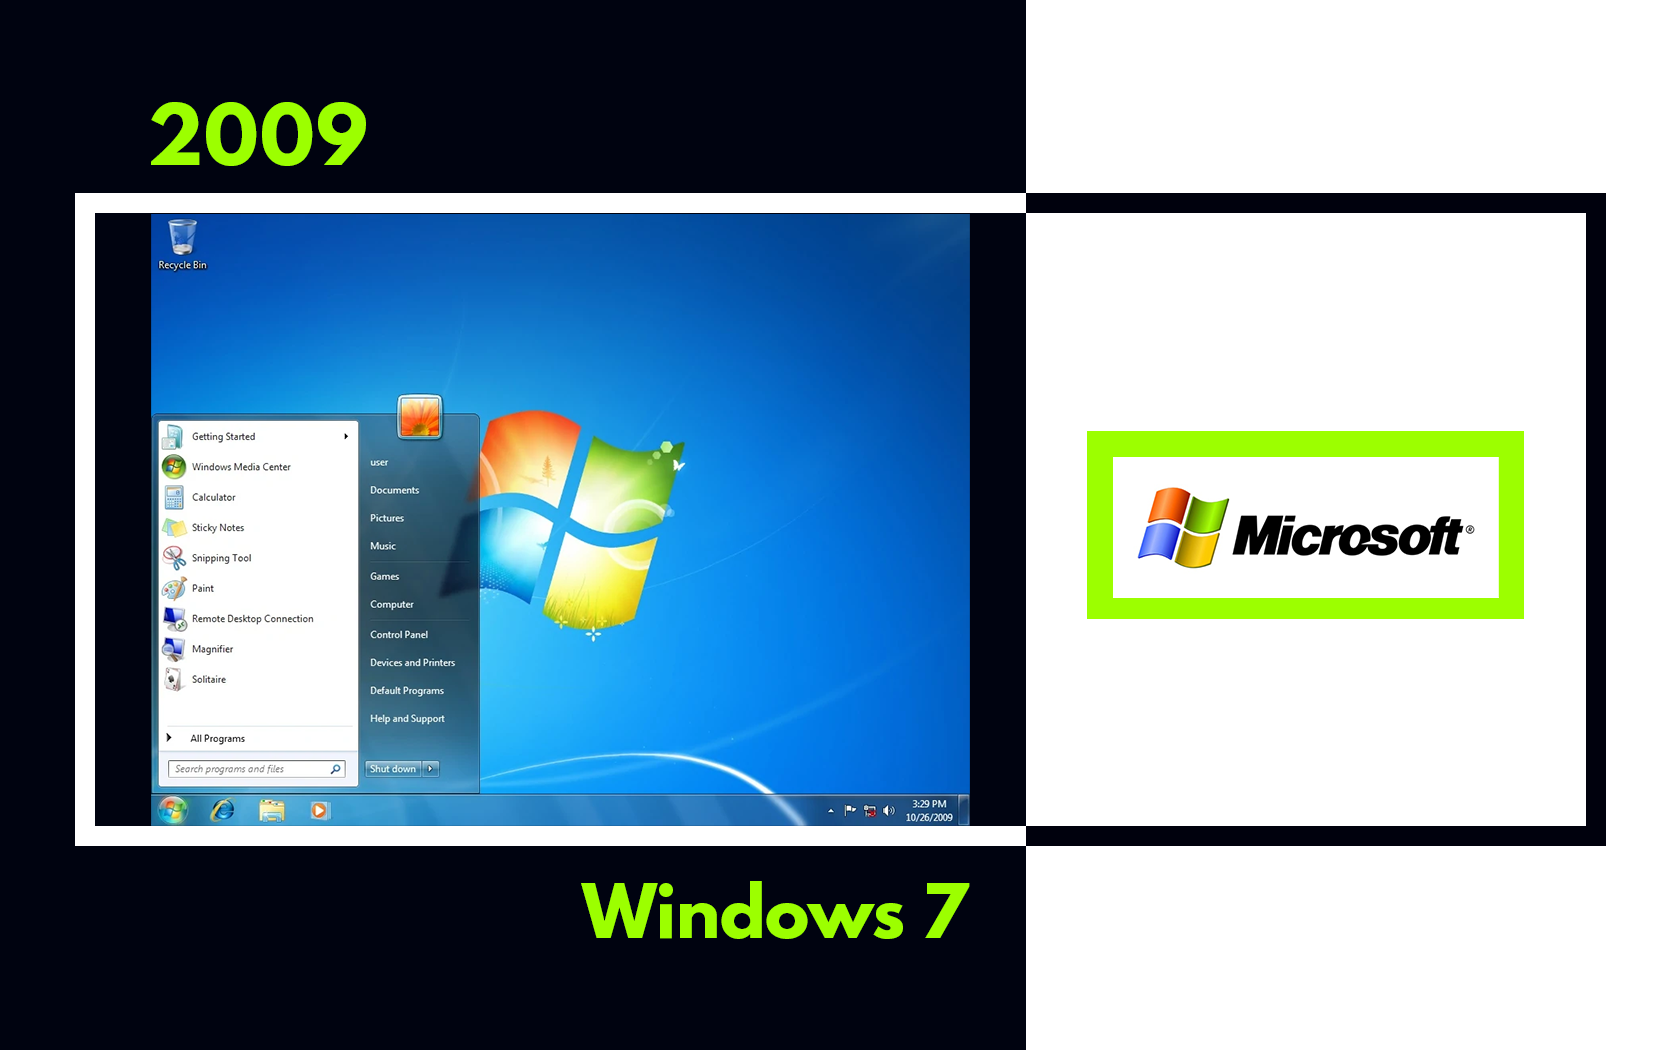 2009
Recycle Bin
Getting Started
Windows Media Center
Calculator
Sticky Notes
Snipping Tool
Paint
Remote Desktop Connection
Magnifier
Solitaire
All Programs
Search programs and files
user
Documents
Pictures
Music
Games
Computer
Control Panel
Devices and Printers
Default Programs
Help and Support
Shut down
3:29 PM
10/26/2009
Microsoft®
Windows 7